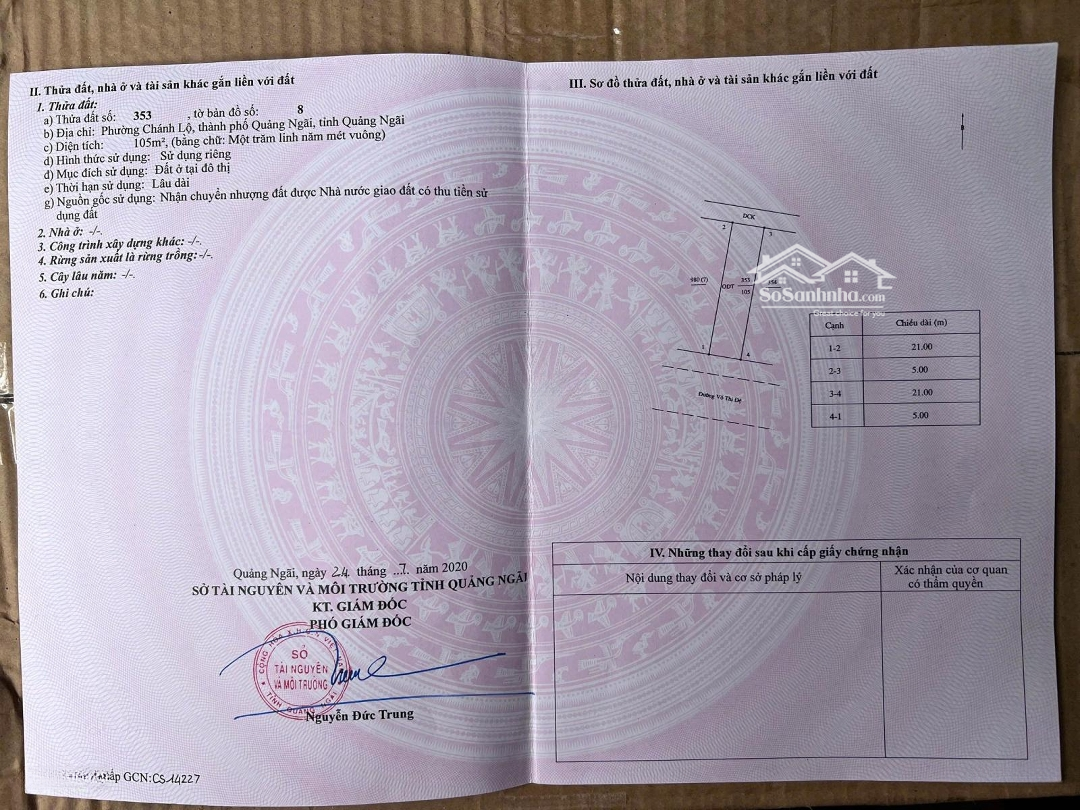 II. Thửa đất, nhà ở và tài sản khác gắn liền với đất
1. Thửa đất:
a) Thửa đất số: 353 , tờ bản đồ số: 8
b) Địa chỉ: Phường Chánh Lộ, thành phố Quảng Ngãi, tỉnh Quảng Ngãi
c) Diện tích: 105m², (bằng chữ: Một trăm linh năm mét vuông)
d) Hình thức sử dụng: Sử dụng riêng
đ) Mục đích sử dụng: Đất ở tại đô thị
e) Thời hạn sử dụng: Lâu dài
g) Nguồn gốc sử dụng: Nhận chuyển nhượng đất được Nhà nước giao đất có thu tiền sử
dụng đất
2. Nhà ở: -/-.
3. Công trình xây dựng khác: -/-.
4. Rừng sản xuất là rừng trồng: -/-.
5. Cây lâu năm: -/-.
6. Ghi chú:
Quảng Ngãi, ngày 24 tháng ..7. năm 2020
SỞ TÀI NGUYÊN VÀ MÔI TRƯỜNG TỈNH QUẢNG NGÃI
KT. GIÁM ĐỐC
PHÓ GIÁM ĐỐC
SỞ
TÀI NGUYÊN
VÀ MÔI TRƯỜNG
TỈNH QUẢNG NGÃI
Nguyễn Đức Trung
cấp GCN: CS 14227
III. Sơ đồ thửa đất, nhà ở và tài sản khác gắn liền với đất
DCK
2
3
980 (7)
ODT
353
105
354
1
4
Đường Võ Thị Đệ
SoSanhnha.com
Great choice for you
Cạnh Chiều dài (m)
1-2 21.00
2-3 5.00
3-4 21.00
4-1 5.00
IV. Những thay đổi sau khi cấp giấy chứng nhận
Nội dung thay đổi và cơ sở pháp lý
Xác nhận của cơ quan
có thẩm quyền